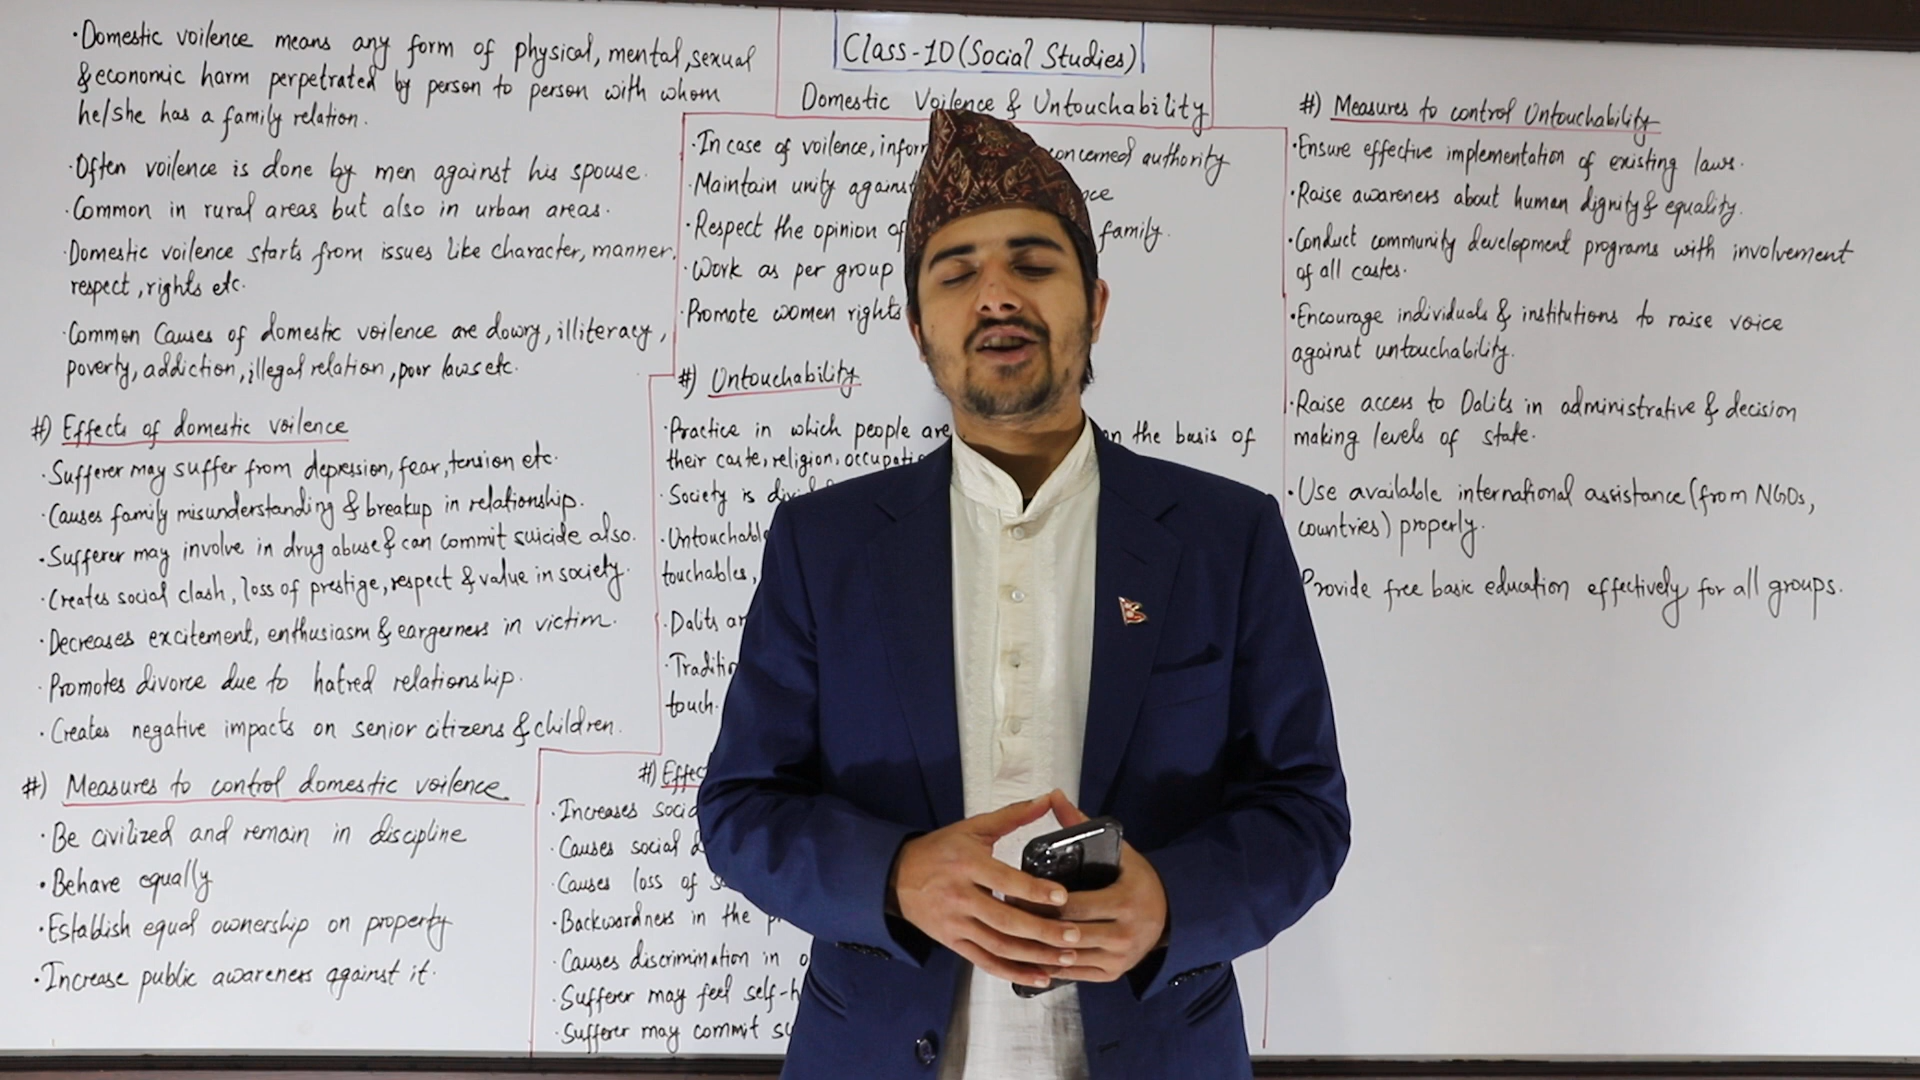 Class-10 (Social Studies)
Domestic Voilence & Untouchability
·Domestic voilence means any form of physical, mental, sexual
& economic harm perpetrated by person to person with whom
he/she has a family relation.
·Often voilence is done by men against his spouse.
·Common in rural areas but also in urban areas.
·Domestic voilence starts from issues like character, manner,
respect, rights etc.
·Common Causes of domestic voilence are dowry, illiteracy,
poverty, addiction, illegal relation, poor laws etc.
#) Effects of domestic voilence
·Sufferer may suffer from depression, fear, tension etc.
·Causes family misunderstanding & breakup in relationship.
·Sufferer may involve in drug abuse & can commit suicide also.
·Creates social clash, loss of prestige, respect & value in society.
·Decreases excitement, enthusiasm & eargerness in victim.
·Promotes divorce due to hatred relationship.
·Creates negative impacts on senior citizens & children.
#) Measures to control domestic voilence
·Be civilized and remain in discipline
·Behave equally
·Establish equal ownership on property
·Increase public awareness against it.
·In case of voilence, concerned authority
·Maintain unity against
·Respect the opinion of family.
·Work as per group
·Promote women rights
#) Untouchability
·Practice in which people are on the basis of
their caste, religion,
·Society is
touchables,
·Dalits
touch.
#)
·Increases
·Causes social
·Causes loss of
·Backwardness in the
·Causes discrimination in
·Sufferer may feel
·Sufferer may commit
#) Measures to control Untouchability
·Ensure effective implementation of existing laws.
·Raise awareness about human dignity & equality.
·Conduct community development programs with involvement
of all castes.
·Encourage individuals & institutions to raise voice
against untouchability.
·Raise access to Dalits in administrative & decision
making levels of state.
·Use available international assistance (from NGOs,
countries) properly.
Provide free basic education effectively for all groups.